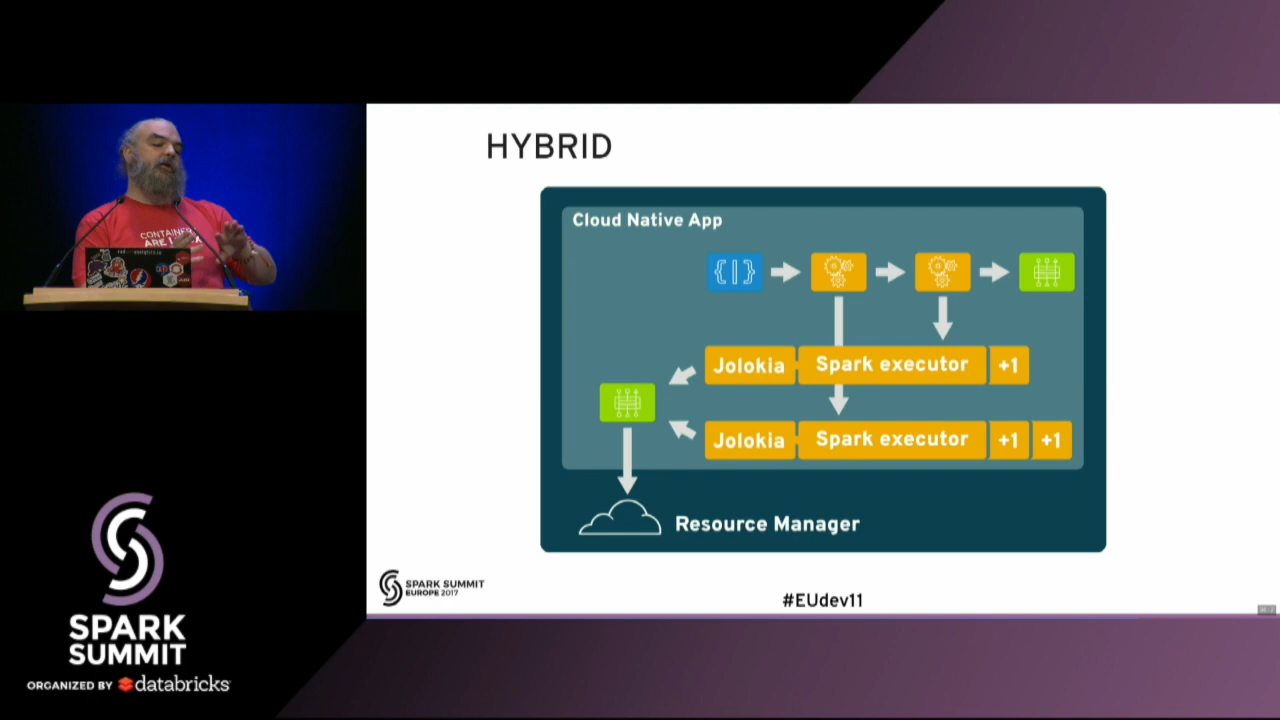 HYBRID
Cloud Native App
{|}
Jolokia Spark executor +1
Jolokia Spark executor +1 +1
Resource Manager
SPARK SUMMIT
EUROPE 2017
#EUdev11
CONTAINERS
ARE
SPARK
SUMMIT
ORGANIZED BY databricks